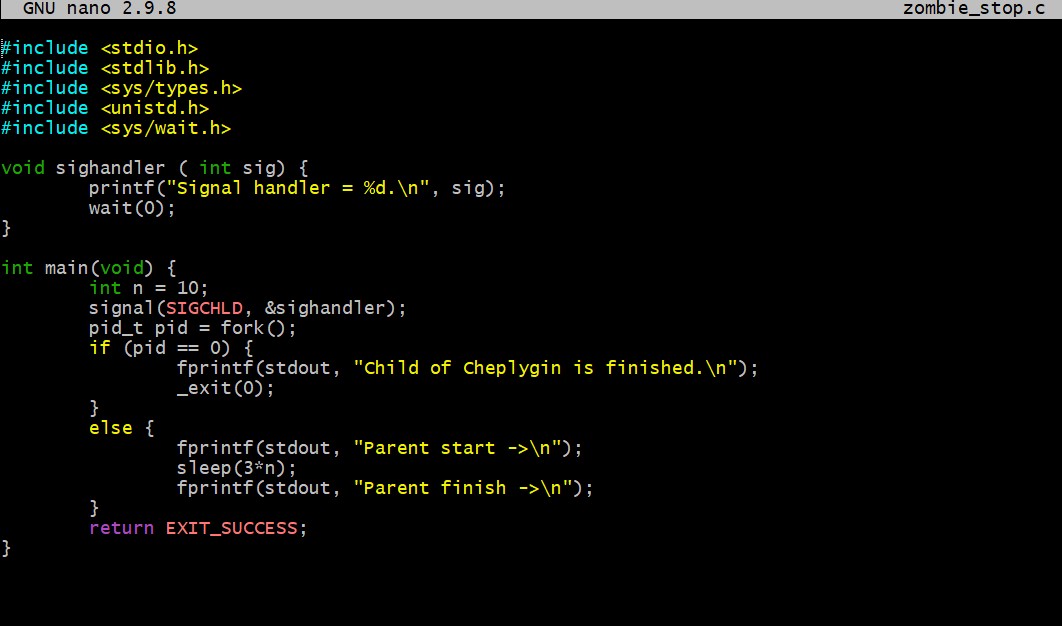 GNU nano 2.9.8 zombie_stop.c
#include <stdio.h>
#include <stdlib.h>
#include <sys/types.h>
#include <unistd.h>
#include <sys/wait.h>
void sighandler ( int sig) {
        printf("Signal handler = %d.\n", sig);
        wait(0);
}
int main(void) {
        int n = 10;
        signal(SIGCHLD, &sighandler);
        pid_t pid = fork();
        if (pid == 0) {
                fprintf(stdout, "Child of Cheplygin is finished.\n");
                _exit(0);
        }
        else {
                fprintf(stdout, "Parent start ->\n");
                sleep(3*n);
                fprintf(stdout, "Parent finish ->\n");
        }
        return EXIT_SUCCESS;
}